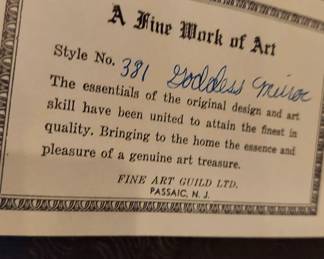 A Fine Work of Art
Style No. 381 Goddess Mirror
The essentials of the original design and art
skill have been united to attain the finest in
quality. Bringing to the home the essence and
pleasure of a genuine art treasure.
FINE ART GUILD LTD.
PASSAIC, N. J.